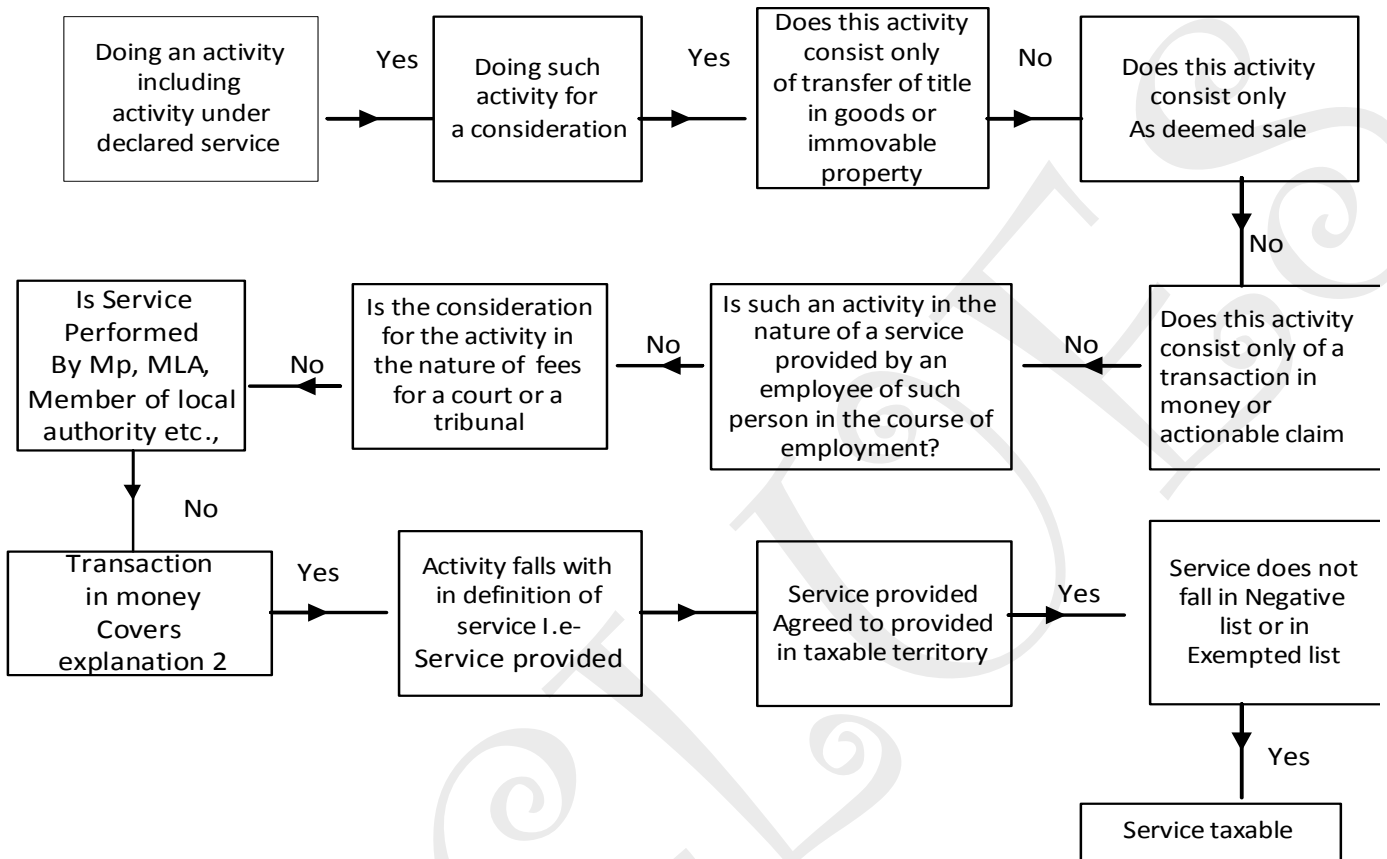 Doing an activity
including
activity under
declared service
Yes
Doing such
activity for
a consideration
Yes
Does this activity
consist only
of transfer of title
in goods or
immovable
property
No
Does this activity
consist only
As deemed sale
No
Does this activity
consist only of a
transaction in
money or
actionable claim
No
Is such an activity in the
nature of a service
provided by an
employee of such
person in the course of
employment?
No
Is the consideration
for the activity in
the nature of fees
for a court or a
tribunal
No
Is Service
Performed
By Mp, MLA,
Member of local
authority etc.,
No
Transaction
in money
Covers
explanation 2
Yes
Activity falls with
in definition of
service I.e-
Service provided
Service provided
Agreed to provided
in taxable territory
Yes
Service does not
fall in Negative
list or in
Exempted list
Yes
Service taxable